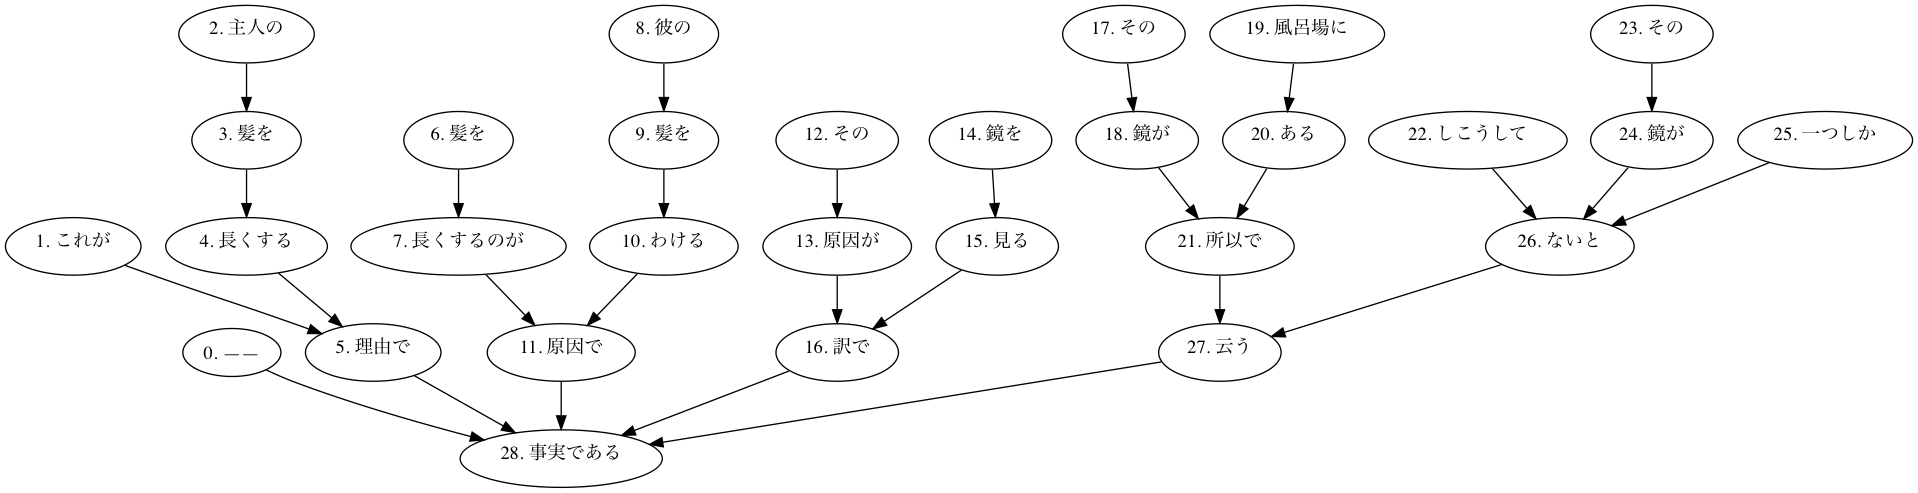 2. 主人の
8. 彼の
17. その
19. 風呂場に
23. その
3. 髪を
6. 髪を
9. 髪を
12. その
14. 鏡を
18. 鏡が
20. ある
22. しこうして
24. 鏡が
25. 一つしか
1. これが
4. 長くする
7. 長くするのが
10. わける
13. 原因が
15. 見る
21. 所以で
26. ないと
0. ——
5. 理由で
11. 原因で
16. 訳で
27. 云う
28. 事実である